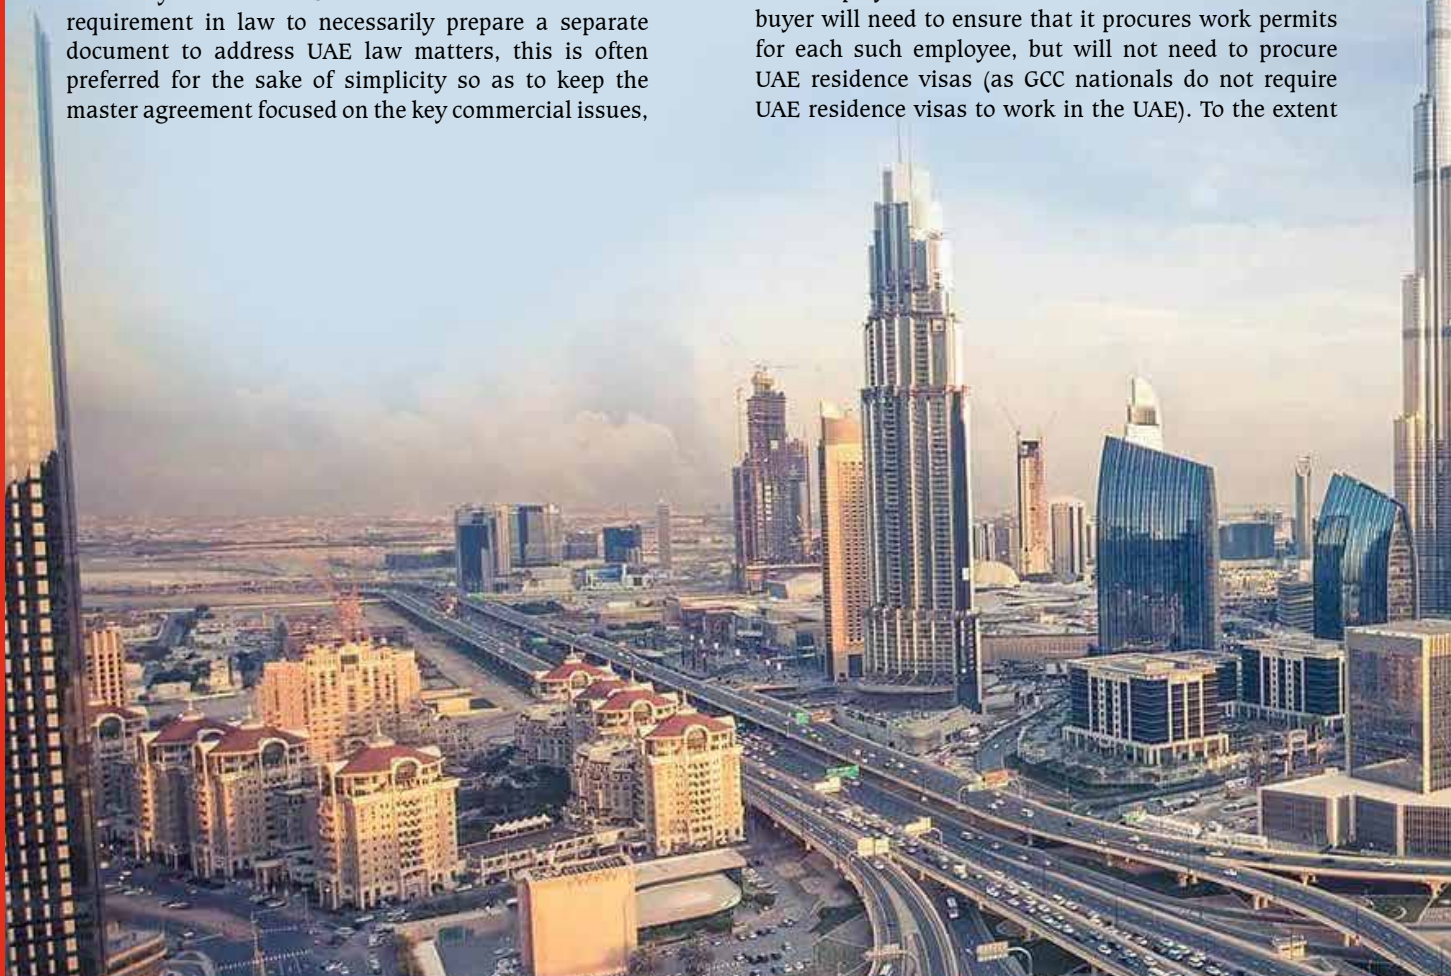 requirement in law to necessarily prepare a separate
document to address UAE law matters, this is often
preferred for the sake of simplicity so as to keep the
master agreement focused on the key commercial issues,
buyer will need to ensure that it procures work permits
for each such employee, but will not need to procure
UAE residence visas (as GCC nationals do not require
UAE residence visas to work in the UAE). To the extent